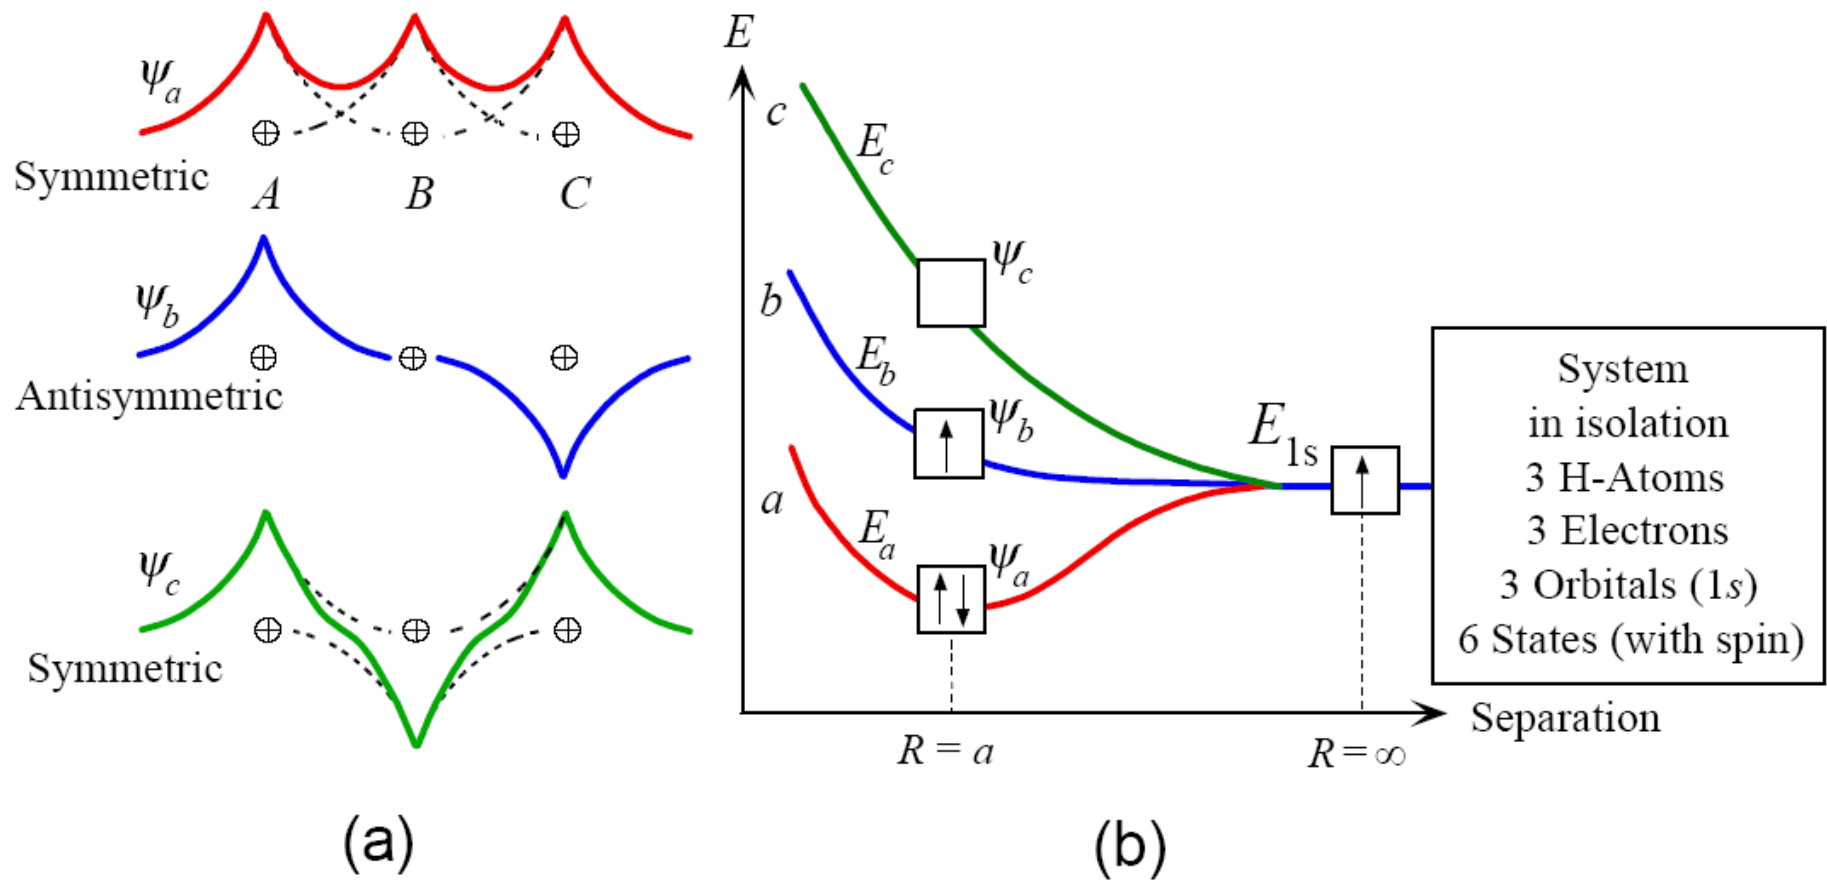 ψa
Symmetric
A B C
ψb
Antisymmetric
ψc
Symmetric
(a)
E
c
Ec
ψc
b
Eb
ψb
a
Ea
ψa
E1s
System
in isolation
3 H-Atoms
3 Electrons
3 Orbitals (1s)
6 States (with spin)
Separation
R = a
R = ∞
(b)